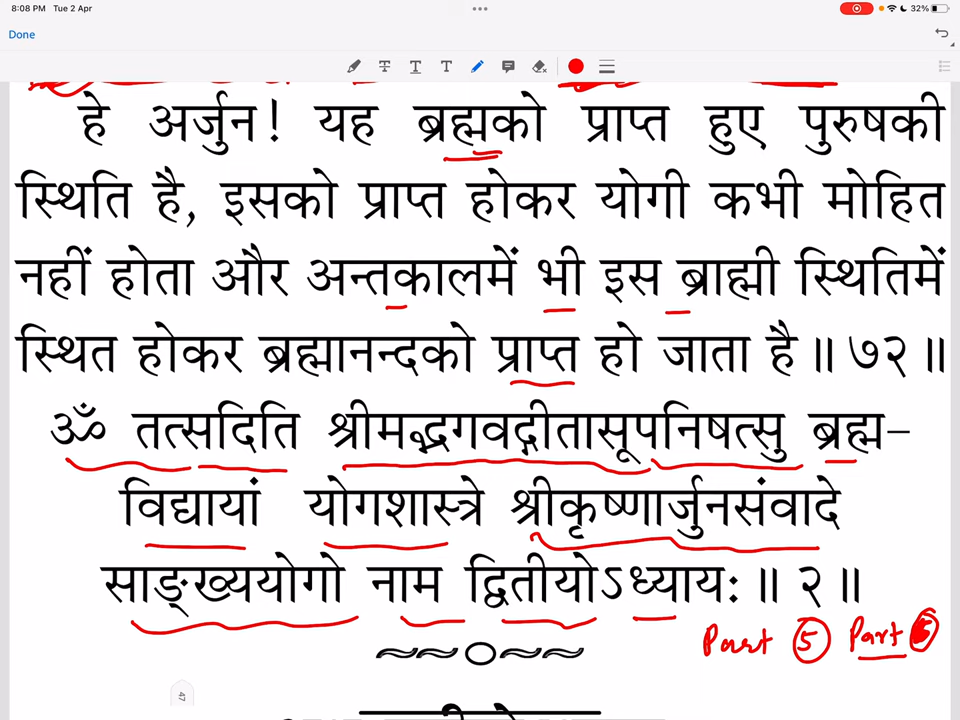 8:08 PM Tue 2 Apr
32%
Done
हे अर्जुन! यह ब्रह्मको प्राप्त हुए पुरुषकी
स्थिति है, इसको प्राप्त होकर योगी कभी मोहित
नहीं होता और अन्तकालमें भी इस ब्राह्मी स्थितिमें
स्थित होकर ब्रह्मानन्दको प्राप्त हो जाता है॥ ७२॥
ॐ तत्सदिति श्रीमद्भगवद्गीतासूपनिषत्सु ब्रह्म-
विद्यायां योगशास्त्रे श्रीकृष्णार्जुनसंवादे
साङ्ख्ययोगो नाम द्वितीयोऽध्यायः॥ २॥
Part 5 Part
47